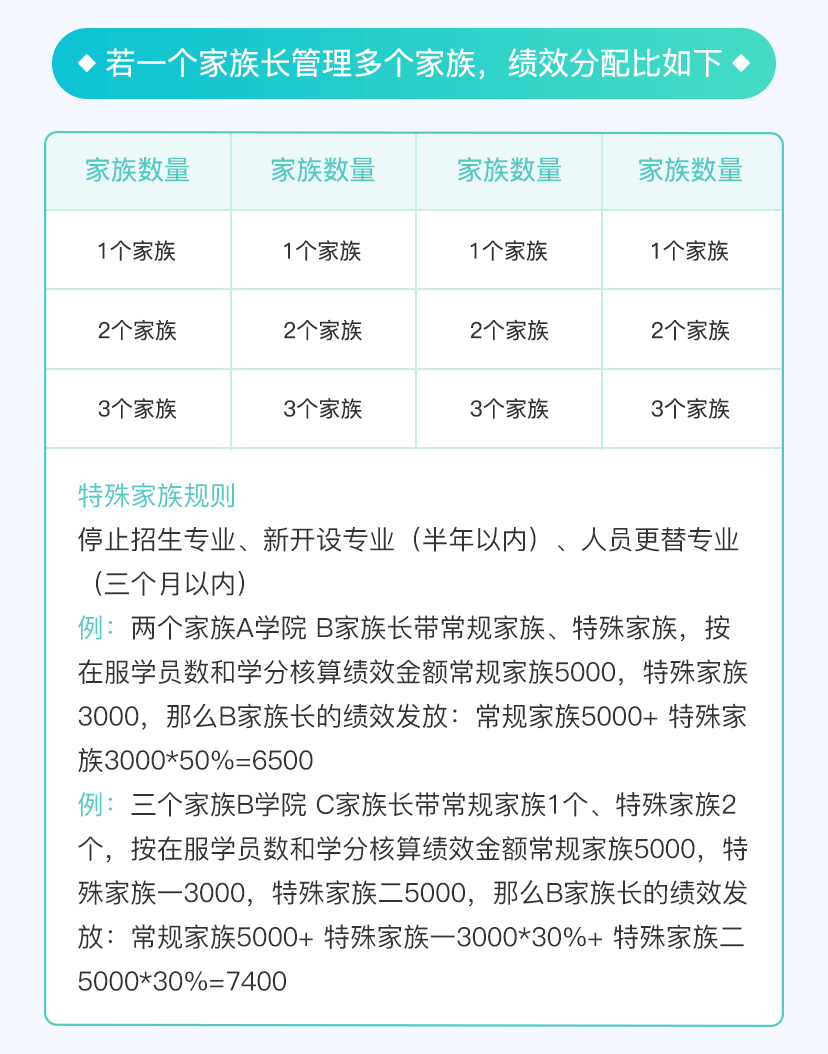 若一个家族长管理多个家族，绩效分配比如下
家族数量 家族数量 家族数量 家族数量
1个家族 1个家族 1个家族 1个家族
2个家族 2个家族 2个家族 2个家族
3个家族 3个家族 3个家族 3个家族
特殊家族规则
停止招生专业、新开设专业（半年以内）、人员更替专业
（三个月以内）
例：两个家族A学院 B家族长带常规家族、特殊家族，按
在服学员数和学分核算绩效金额常规家族5000，特殊家族
3000，那么B家族长的绩效发放：常规家族5000+ 特殊家
族3000*50%=6500
例：三个家族B学院 C家族长带常规家族1个、特殊家族2
个，按在服学员数和学分核算绩效金额常规家族5000，特
殊家族一3000，特殊家族二5000，那么B家族长的绩效发
放：常规家族5000+ 特殊家族一3000*30%+ 特殊家族二
5000*30%=7400